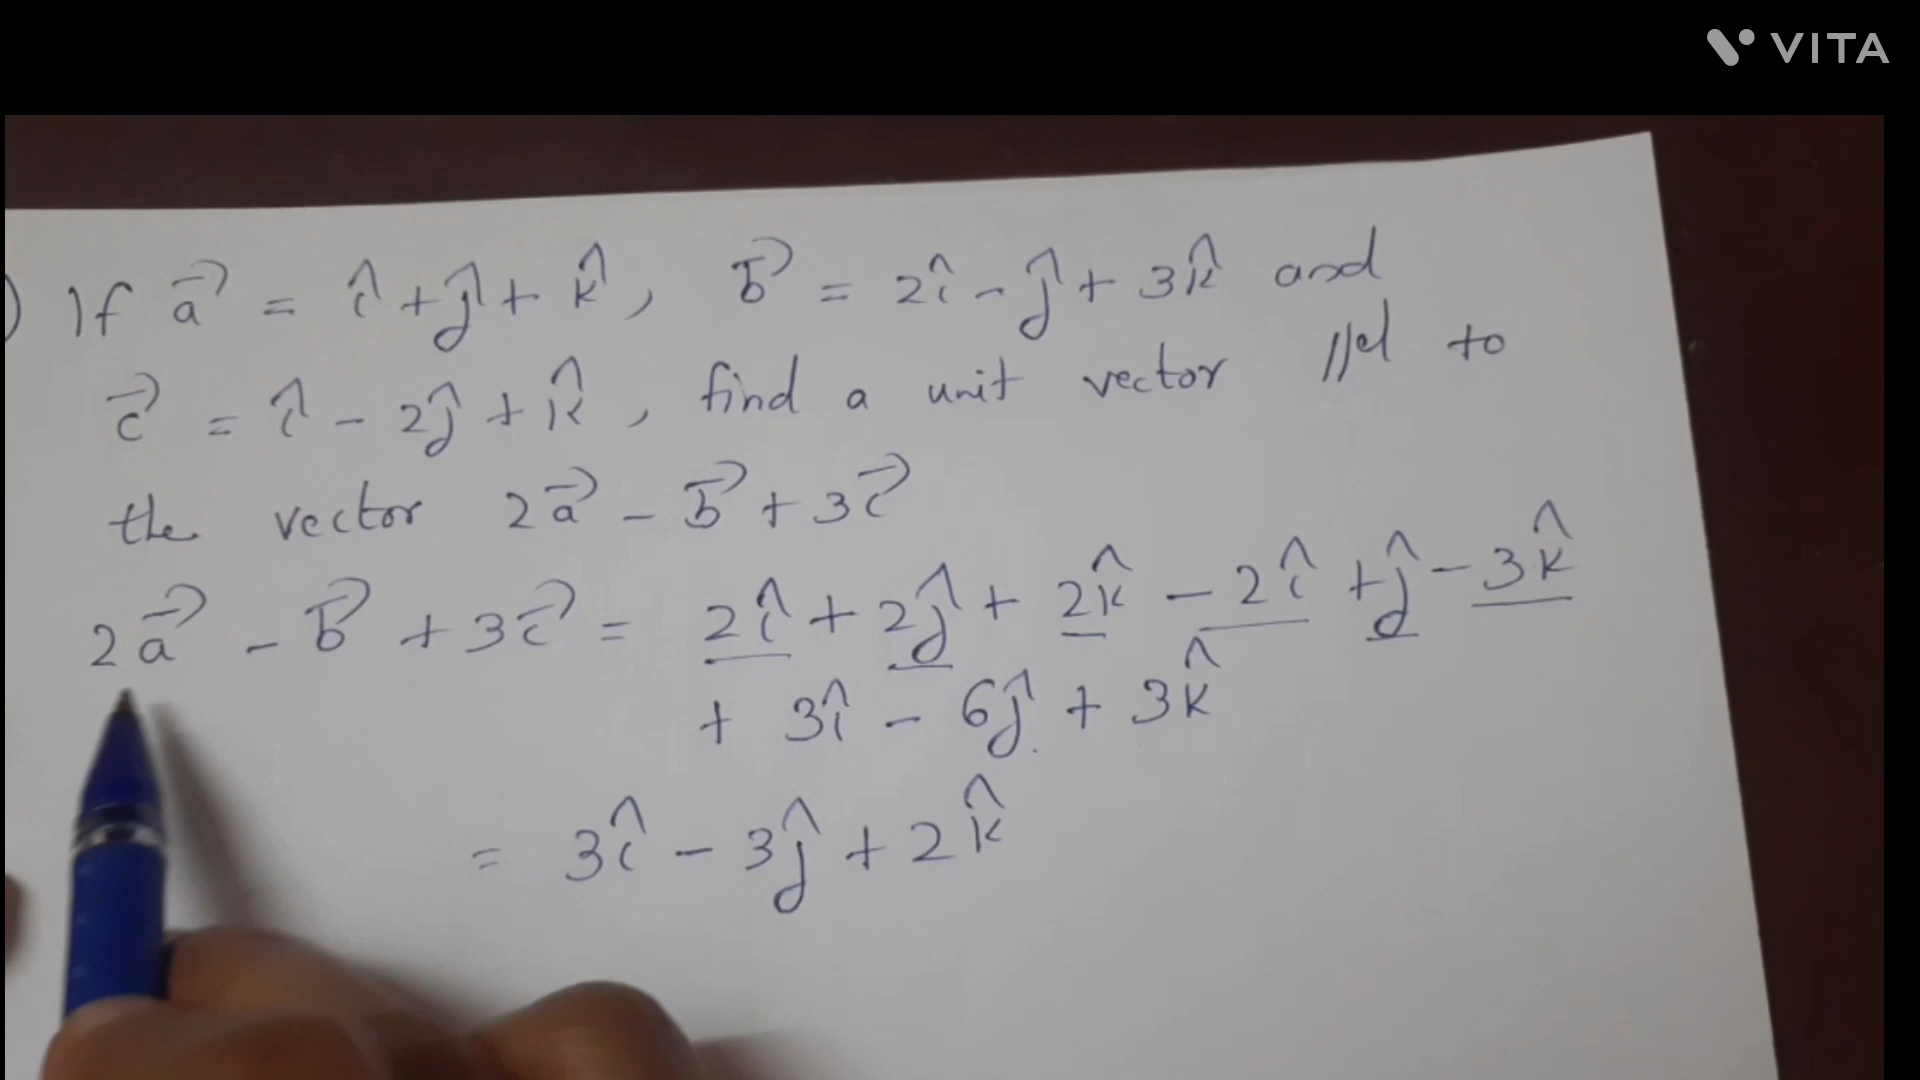 VITA
) If a⃗ = î + ĵ + k̂, b⃗ = 2î - ĵ + 3k̂ and
c⃗ = î - 2ĵ + k̂, find a unit vector ||el to
the vector 2a⃗ - b⃗ + 3c⃗
2a⃗ - b⃗ + 3c⃗ = 2î + 2ĵ + 2k̂ - 2î + ĵ - 3k̂
+ 3î - 6ĵ + 3k̂
= 3î - 3ĵ + 2k̂